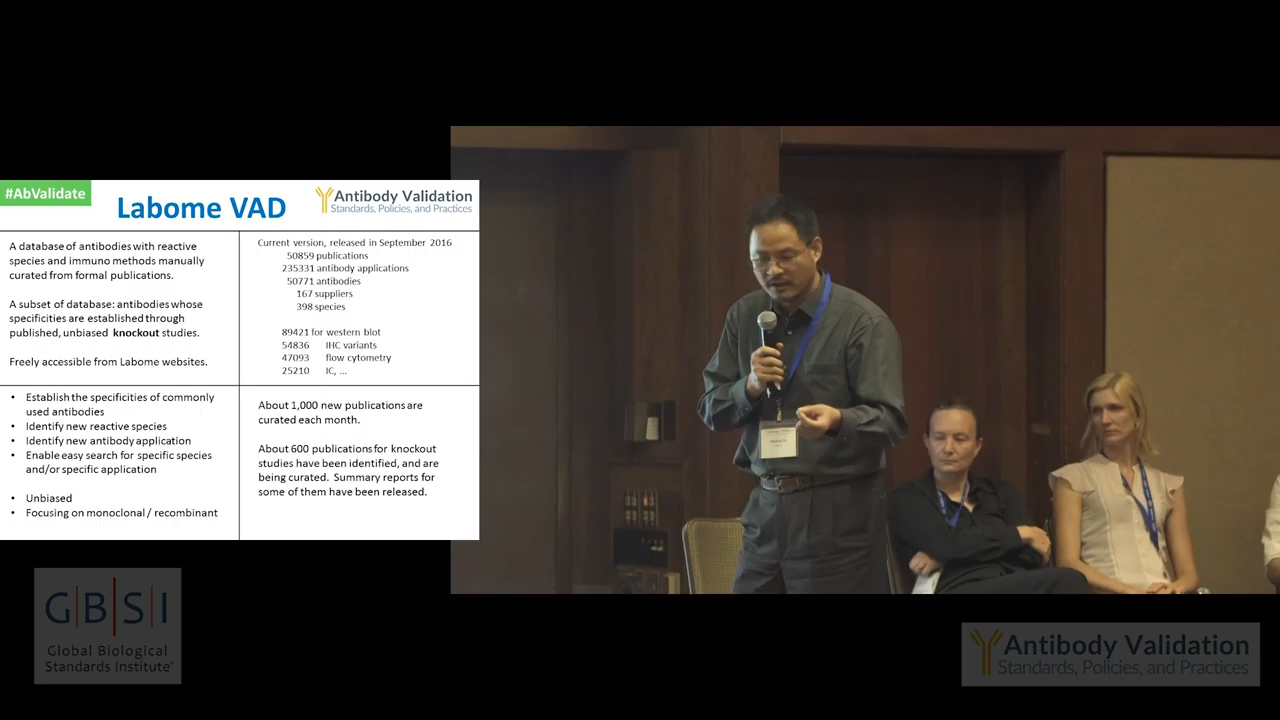 #AbValidate
Labome VAD
Antibody Validation
Standards, Policies, and Practices
A database of antibodies with reactive
species and immuno methods manually
curated from formal publications.
A subset of database: antibodies whose
specificities are established through
published, unbiased knockout studies.
Freely accessible from Labome websites.
Current version, released in September 2016
50859 publications
235331 antibody applications
50771 antibodies
167 suppliers
398 species
89421 for western blot
54836 IHC variants
47093 flow cytometry
25210 IC, ...
• Establish the specificities of commonly
used antibodies
• Identify new reactive species
• Identify new antibody application
• Enable easy search for specific species
and/or specific application
• Unbiased
• Focusing on monoclonal / recombinant
About 1,000 new publications are
curated each month.
About 600 publications for knockout
studies have been identified, and are
being curated. Summary reports for
some of them have been released.
GBSI
Global Biological
Standards Institute
Antibody Validation
Standards, Policies, and Practices